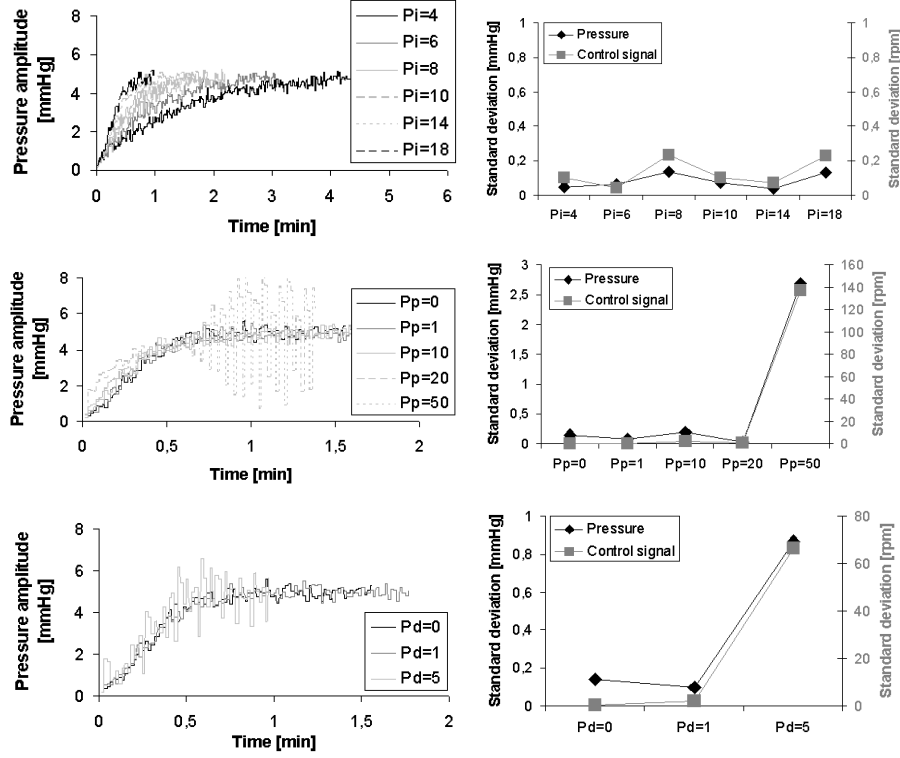 Pressure amplitude
[mmHg]
8
6
4
2
0
0 1 2 3 4 5 6
Time [min]
Pi=4
Pi=6
Pi=8
Pi=10
Pi=14
Pi=18
Standard deviation [mmHg]
1
0,8
0,6
0,4
0,2
0
Pressure
Control signal
1
0,8
0,6
0,4
0,2
0
Standard deviation [rpm]
Pi=4 Pi=6 Pi=8 Pi=10 Pi=14 Pi=18
Pressure amplitude
[mmHg]
8
6
4
2
0
0 0,5 1 1,5 2
Time [min]
Pp=0
Pp=1
Pp=10
Pp=20
Pp=50
Standard deviation [mmHg]
3
2,5
2
1,5
1
0,5
0
Pressure
Control signal
160
140
120
100
80
60
40
20
0
Standard deviation [rpm]
Pp=0 Pp=1 Pp=10 Pp=20 Pp=50
Pressure amplitude
[mmHg]
8
6
4
2
0
0 0,5 1 1,5 2
Time [min]
Pd=0
Pd=1
Pd=5
Standard deviation [mmHg]
1
0,8
0,6
0,4
0,2
0
Pressure
Control signal
80
60
40
20
0
Standard deviation [rpm]
Pd=0 Pd=1 Pd=5